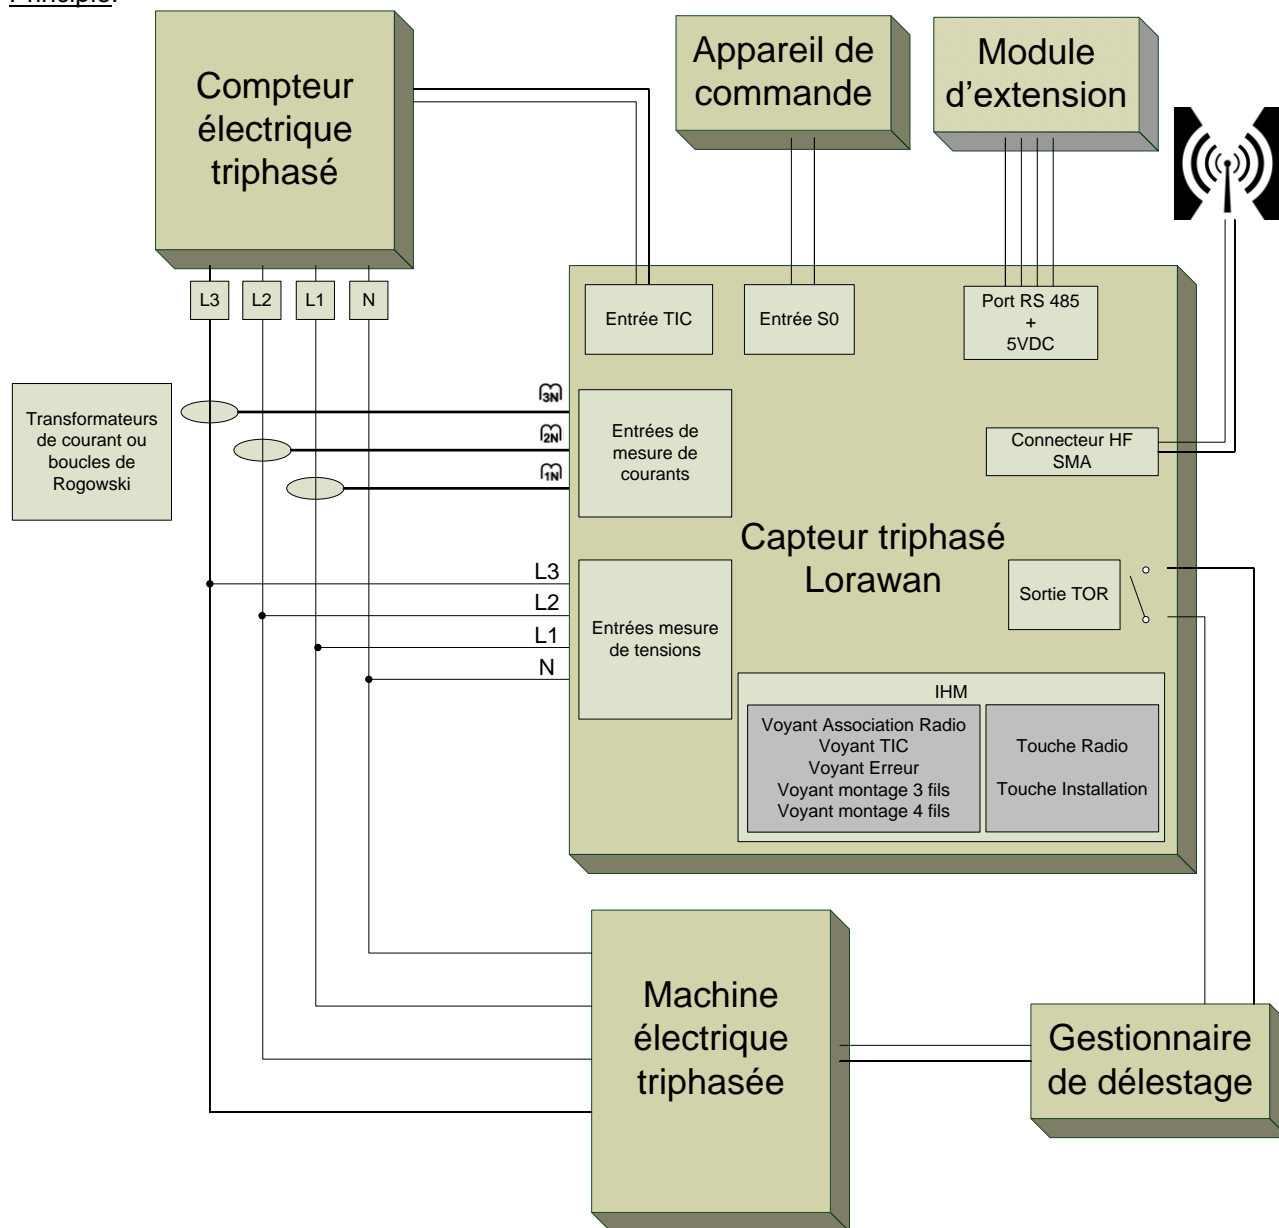 Principle:
Compteur
électrique
triphasé
Appareil de
commande
Module
d'extension
L3
L2
L1
N
Entrée TIC
Entrée S0
Port RS 485
+
5VDC
Transformateurs
de courant ou
boucles de
Rogowski
3N
2N
1N
Entrées de
mesure de
courants
Connecteur HF
SMA
Capteur triphasé
Lorawan
L3
L2
L1
N
Entrées mesure
de tensions
Sortie TOR
IHM
Voyant Association Radio
Voyant TIC
Voyant Erreur
Voyant montage 3 fils
Voyant montage 4 fils
Touche Radio
Touche Installation
Machine
électrique
triphasée
Gestionnaire
de délestage